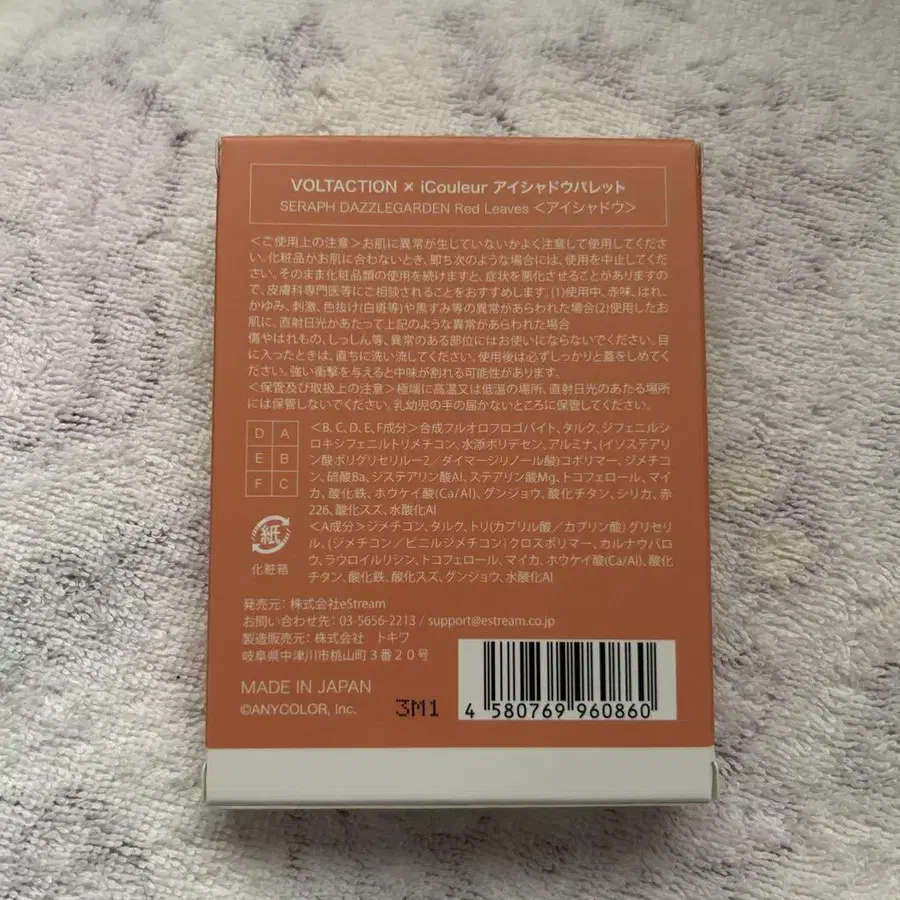 VOLTACTION × iCouleur アイシャドウパレット
SERAPH DAZZLEGARDEN Red Leaves ＜アイシャドウ＞
＜ご使用上の注意＞お肌に異常が生じていないかよく注意して使用してくださ
い。化粧品がお肌に合わないとき、即ち次のような場合には、使用を中止してくだ
さい。そのまま化粧品類の使用を続けますと、症状を悪化させることがありますの
で、皮膚科専門医等にご相談されることをおすすめします。(1)使用中、赤味、はれ、
かゆみ、刺激、色抜け(白斑等)や黒ずみ等の異常があらわれた場合(2)使用したお
肌に、直射日光があたって上記のような異常があらわれた場合
傷やはれもの、しっしん等、異常のある部位にはお使いにならないでください。目
に入ったときは、直ちに洗い流してください。使用後は必ずしっかりと蓋をしめてく
ださい。強い衝撃を与えると中味が割れる可能性があります。
＜保管及び取扱上の注意＞極端に高温又は低温の場所、直射日光のあたる場所
には保管しないでください。乳幼児の手の届かないところに保管してください。
D A
E B
F C
＜B、C、D、E、F成分＞合成フルオロフロゴパイト、タルク、ジフェニルシ
ロキシフェニルトリメチコン、水添ポリデセン、アルミナ、(イソステアリ
ン酸ポリグリセリル－2／ダイマージリノール酸)コポリマー、ジメチコ
ン、硫酸Ba、ジステアリン酸Al、ステアリン酸Mg、トコフェロール、マイ
カ、酸化鉄、ホウケイ酸(Ca/Al)、グンジョウ、酸化チタン、シリカ、赤
226、酸化スズ、水酸化Al
＜A成分＞ジメチコン、タルク、トリ(カプリル酸／カプリン酸)グリセリ
ル、(ジメチコン／ビニルジメチコン)クロスポリマー、カルナウバロ
ウ、ラウロイルリシン、トコフェロール、マイカ、ホウケイ酸(Ca/Al)、酸化
チタン、酸化鉄、酸化スズ、グンジョウ、水酸化Al
紙
化粧箱
発売元：株式会社eStream
お問い合わせ：03-5656-2213 / support@estream.co.jp
製造販売元：株式会社　トキワ
岐阜県中津川市桃山町３番２０号
MADE IN JAPAN
©ANYCOLOR, Inc.
3M1
4 580769 960860